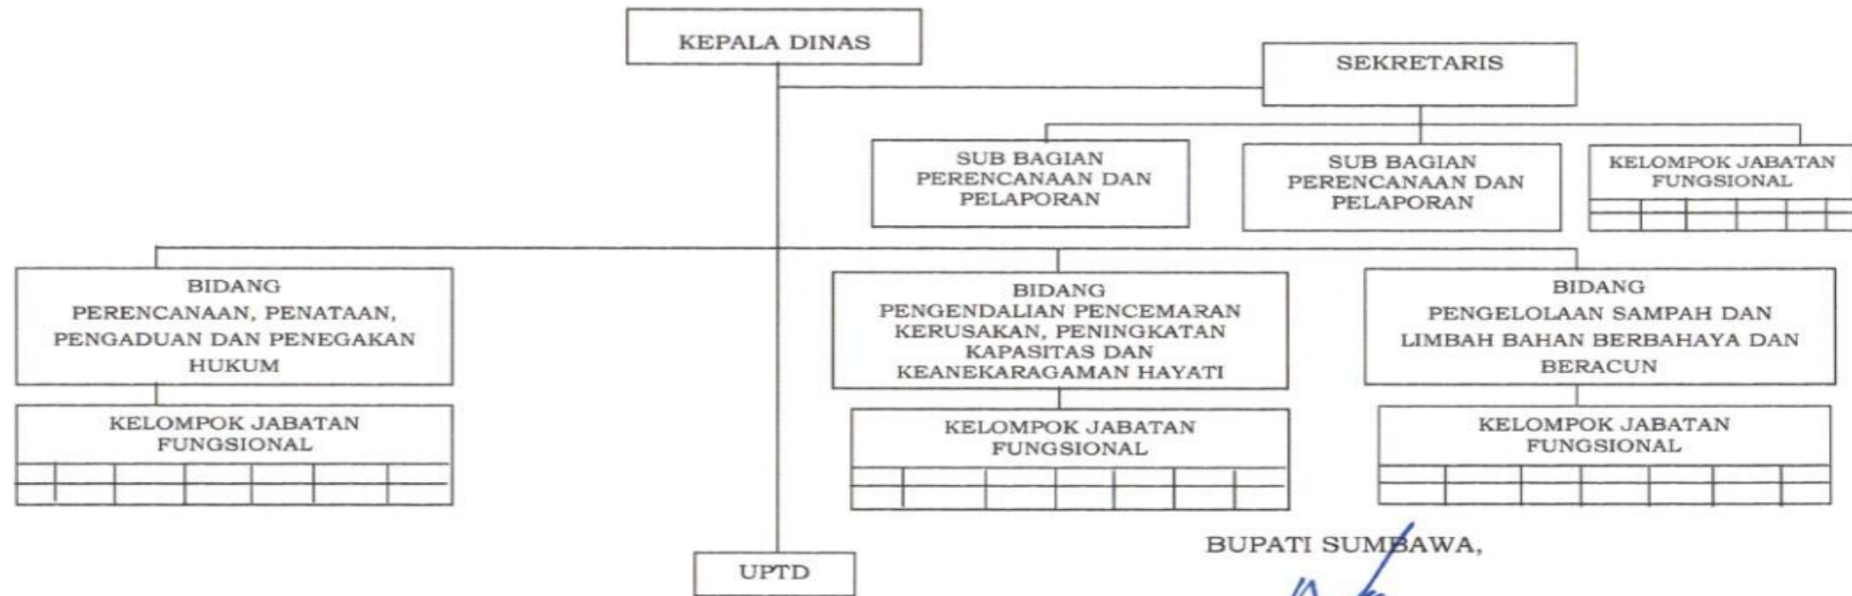 KEPALA DINAS
SEKRETARIS
SUB BAGIAN
PERENCANAAN DAN
PELAPORAN
SUB BAGIAN
PERENCANAAN DAN
PELAPORAN
KELOMPOK JABATAN
FUNGSIONAL
BIDANG
PERENCANAAN, PENATAAN,
PENGADUAN DAN PENEGAKAN
HUKUM
BIDANG
PENGENDALIAN PENCEMARAN
KERUSAKAN, PENINGKATAN
KAPASITAS DAN
KEANEKARAGAMAN HAYATI
BIDANG
PENGELOLAAN SAMPAH DAN
LIMBAH BAHAN BERBAHAYA DAN
BERACUN
KELOMPOK JABATAN
FUNGSIONAL
KELOMPOK JABATAN
FUNGSIONAL
KELOMPOK JABATAN
FUNGSIONAL
UPTD
BUPATI SUMBAWA,